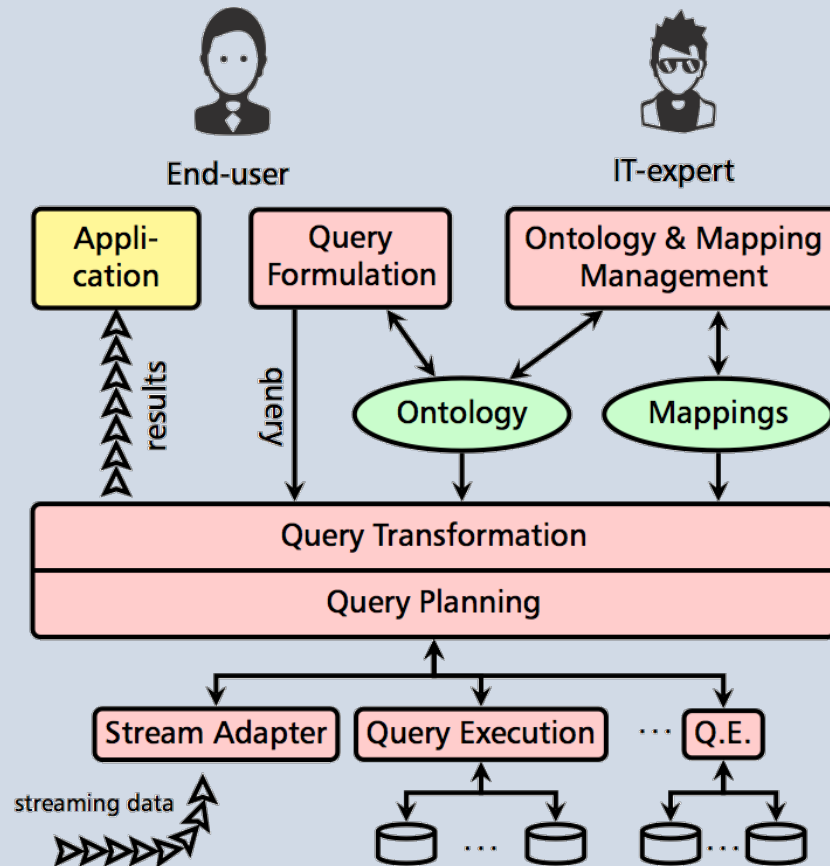 End-user
IT-expert
Appli-
cation
Query
Formulation
Ontology & Mapping
Management
results
query
Ontology
Mappings
Query Transformation
Query Planning
Stream Adapter
Query Execution
...
Q.E.
streaming data
...
...